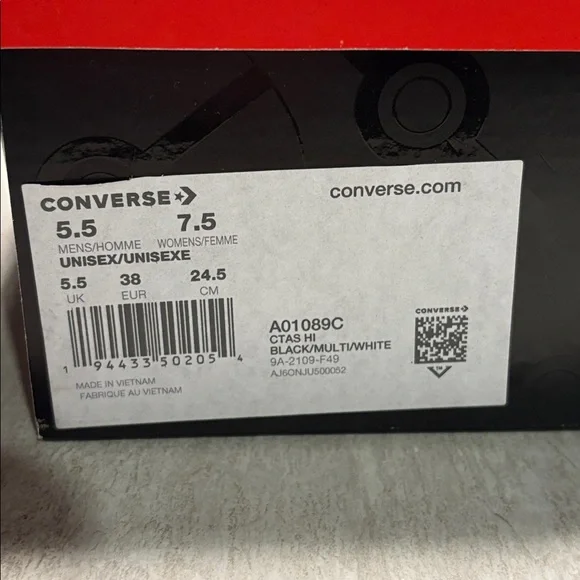 CONVERSE
converse.com
5.5 7.5
MENS/HOMME WOMENS/FEMME
UNISEX/UNISEXE
5.5 38 24.5
UK EUR CM
1 94433 50205 4
MADE IN VIETNAM
FABRIQUE AU VIETNAM
A01089C
CTAS HI
BLACK/MULTI/WHITE
9A-2109-F49
AJ6ONJU500052
CONVERSE
TM